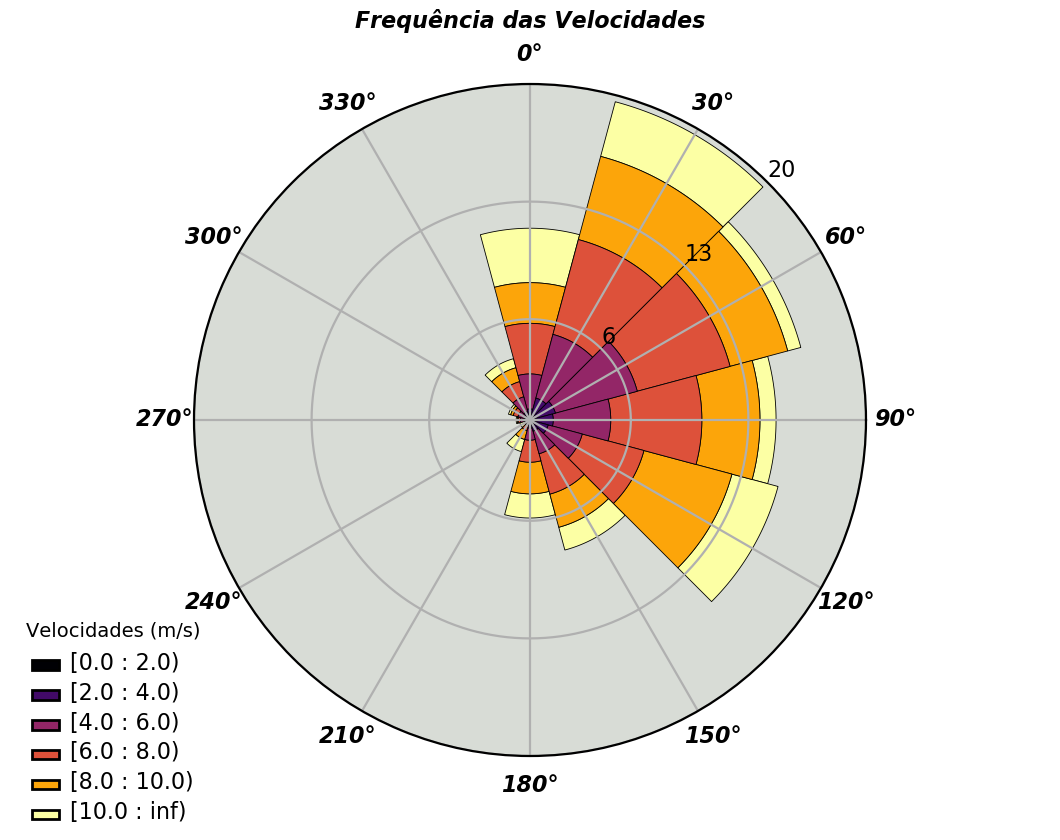 Frequência das Velocidades
0°
330°
30°
20
300°
60°
13
6
270°
90°
240°
120°
210°
150°
180°
Velocidades (m/s)
[0.0 : 2.0)
[2.0 : 4.0)
[4.0 : 6.0)
[6.0 : 8.0)
[8.0 : 10.0)
[10.0 : inf)